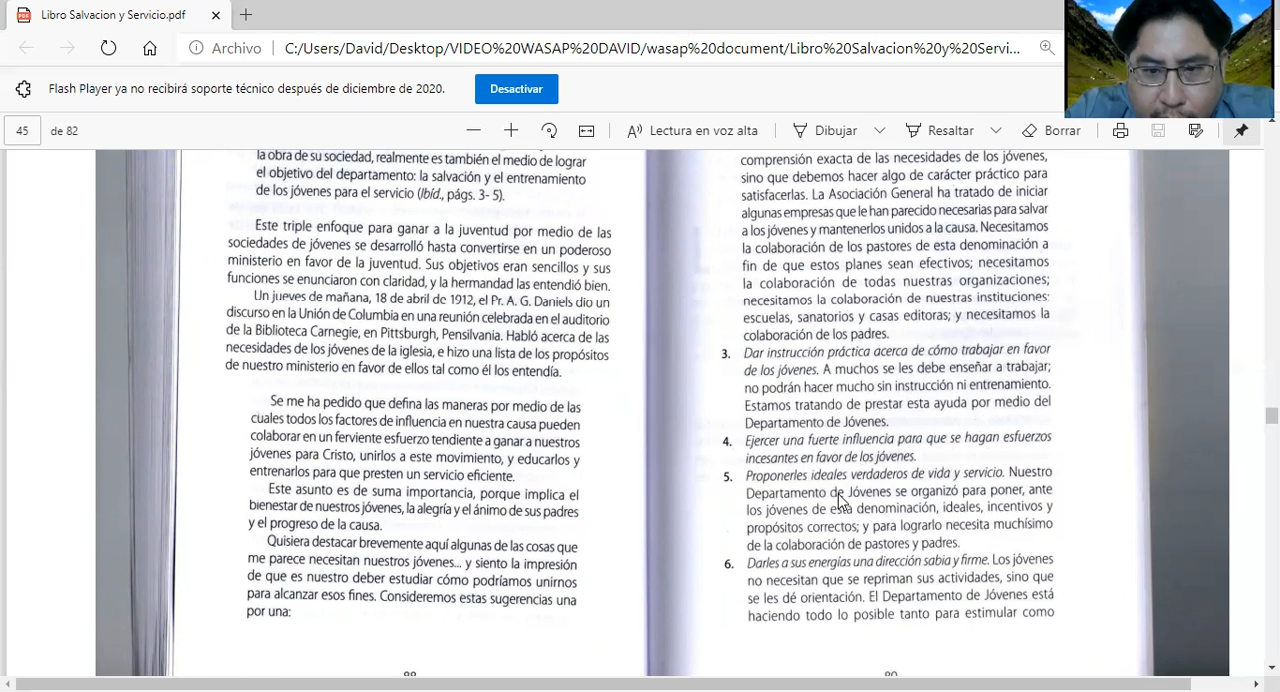 Libro Salvacion y Servicio.pdf
Archivo
C:/Users/David/Desktop/VIDEO%20WASAP%20DAVID/wasap%20document/Libro%20Salvacion%20y%20Servi...
Flash Player ya no recibirá soporte técnico después de diciembre de 2020.
Desactivar
45 de 82
Lectura en voz alta
Dibujar
Resaltar
Borrar
la obra de su sociedad, realmente es también el medio de lograr
el objetivo del departamento: la salvación y el entrenamiento
de los jóvenes para el servicio (Ibíd., págs. 3- 5).
Este triple enfoque para ganar a la juventud por medio de las
sociedades de jóvenes se desarrolló hasta convertirse en un poderoso
ministerio en favor de la juventud. Sus objetivos eran sencillos y sus
funciones se enunciaron con claridad, y la hermandad las entendió bien.
Un jueves de mañana, 18 de abril de 1912, el Pr. A. G. Daniels dio un
discurso en la Unión de Columbia en una reunión celebrada en el auditorio
de la Biblioteca Carnegie, en Pittsburgh, Pensilvania. Habló acerca de las
necesidades de los jóvenes de la iglesia, e hizo una lista de los propósitos
de nuestro ministerio en favor de ellos tal como él los entendía.
Se me ha pedido que defina las maneras por medio de las
cuales todos los factores de influencia en nuestra causa pueden
colaborar en un ferviente esfuerzo tendiente a ganar a nuestros
jóvenes para Cristo, unirlos a este movimiento, y educarlos y
entrenarlos para que presten un servicio eficiente.
Este asunto es de suma importancia, porque implica el
bienestar de nuestros jóvenes, la alegría y el ánimo de sus padres
y el progreso de la causa.
Quisiera destacar brevemente aquí algunas de las cosas que
me parece necesitan nuestros jóvenes... y siento la impresión
de que es nuestro deber estudiar cómo podríamos unirnos
para alcanzar esos fines. Consideremos estas sugerencias una
por una:
comprensión exacta de las necesidades de los jóvenes,
sino que debemos hacer algo de carácter práctico para
satisfacerlas. La Asociación General ha tratado de iniciar
algunas empresas que le han parecido necesarias para salvar
a los jóvenes y mantenerlos unidos a la causa. Necesitamos
la colaboración de los pastores de esta denominación a
fin de que estos planes sean efectivos; necesitamos
la colaboración de todas nuestras organizaciones;
necesitamos la colaboración de nuestras instituciones:
escuelas, sanatorios y casas editoras; y necesitamos la
colaboración de los padres.
3. Dar instrucción práctica acerca de cómo trabajar en favor
de los jóvenes. A muchos se les debe enseñar a trabajar;
no podrán hacer mucho sin instrucción ni entrenamiento.
Estamos tratando de prestar esta ayuda por medio del
Departamento de Jóvenes.
4. Ejercer una fuerte influencia para que se hagan esfuerzos
incesantes en favor de los jóvenes.
5. Proponerles ideales verdaderos de vida y servicio. Nuestro
Departamento de Jóvenes se organizó para poner, ante
los jóvenes de esta denominación, ideales, incentivos y
propósitos correctos; y para lograrlo necesita muchísimo
de la colaboración de pastores y padres.
6. Darles a sus energías una dirección sabia y firme. Los jóvenes
no necesitan que se repriman sus actividades, sino que
se les dé orientación. El Departamento de Jóvenes está
haciendo todo lo posible tanto para estimular como